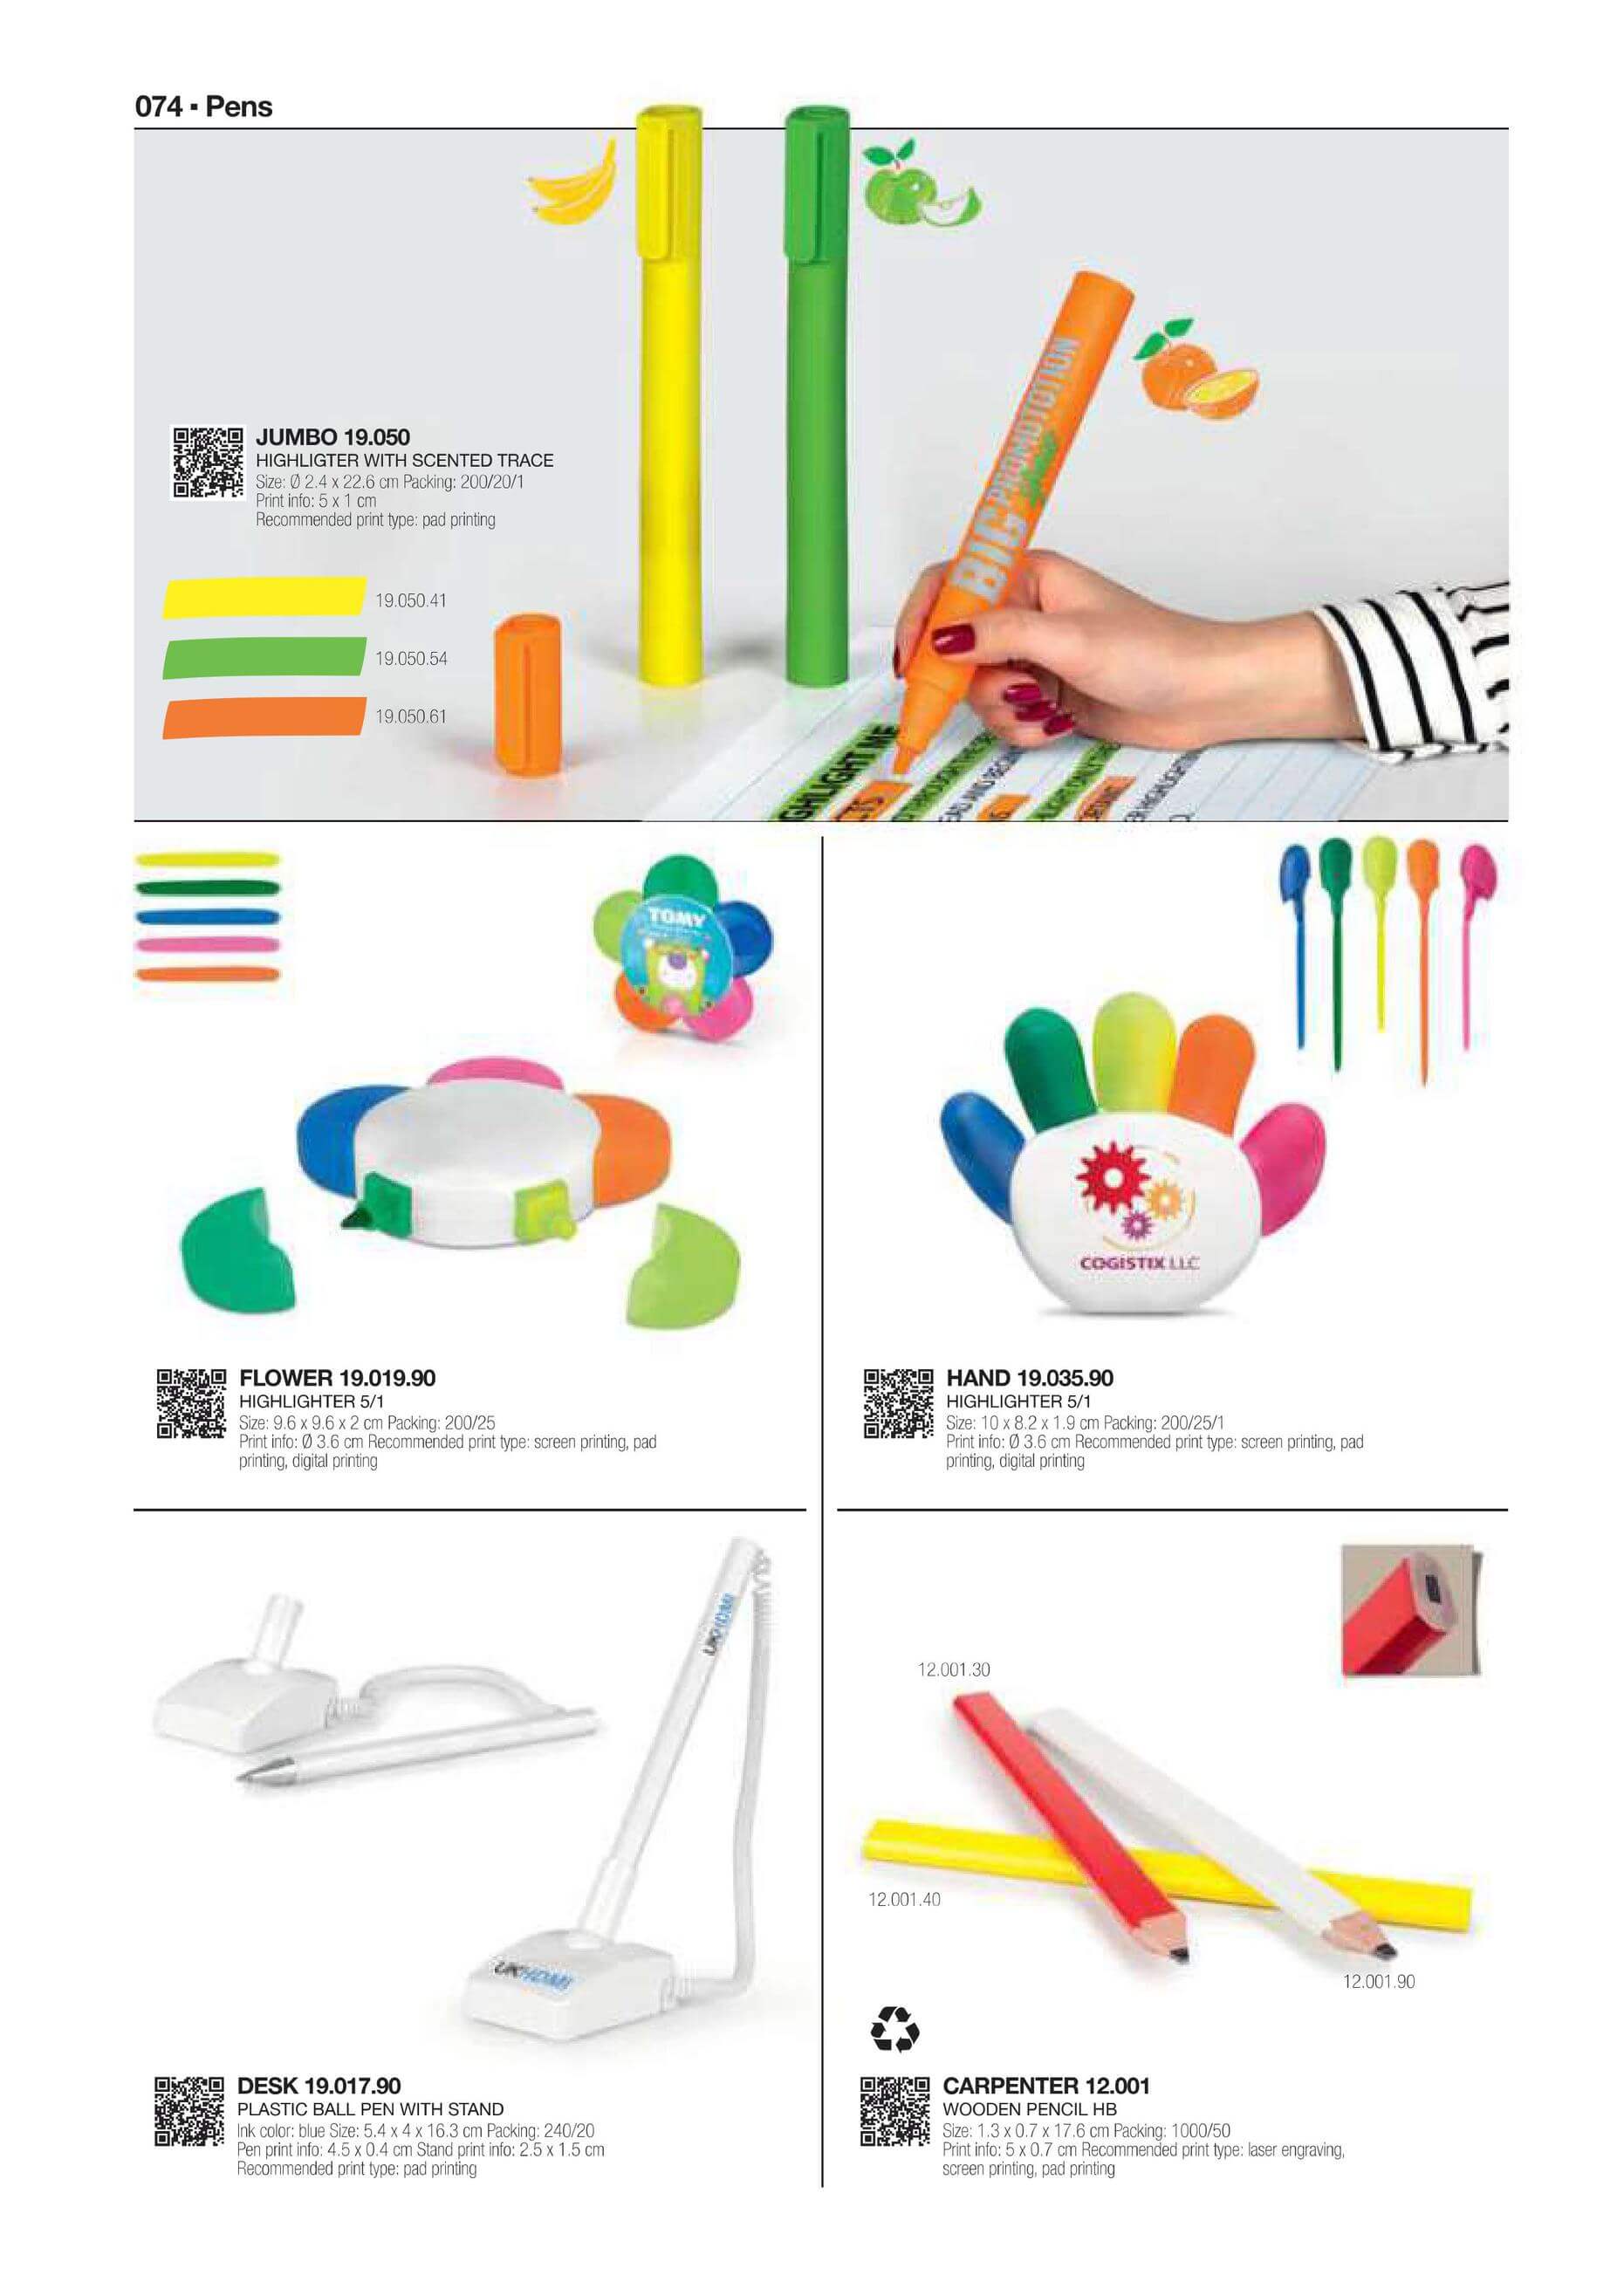 074 ▪ Pens
BIG PROMOTOTION
JUMBO 19.050
HIGHLIGTER WITH SCENTED TRACE
Size: Ø 2.4 x 22.6 cm Packing: 200/20/1
Print info: 5 x 1 cm
Recommended print type: pad printing
19.050.41
19.050.54
19.050.61
GHLIGHT ME
TOMY
COGISTIX LLC
FLOWER 19.019.90
HIGHLIGHTER 5/1
Size: 9.6 x 9.6 x 2 cm Packing: 200/25
Print info: Ø 3.6 cm Recommended print type: screen printing, pad
printing, digital printing
HAND 19.035.90
HIGHLIGHTER 5/1
Size: 10 x 8.2 x 1.9 cm Packing: 200/25/1
Print info: Ø 3.6 cm Recommended print type: screen printing, pad
printing, digital printing
UKHDMI
UKHDMI
DESK 19.017.90
PLASTIC BALL PEN WITH STAND
Ink color: blue Size: 5.4 x 4 x 16.3 cm Packing: 240/20
Pen print info: 4.5 x 0.4 cm Stand print info: 2.5 x 1.5 cm
Recommended print type: pad printing
12.001.30
12.001.40
12.001.90
CARPENTER 12.001
WOODEN PENCIL HB
Size: 1.3 x 0.7 x 17.6 cm Packing: 1000/50
Print info: 5 x 0.7 cm Recommended print type: laser engraving,
screen printing, pad printing